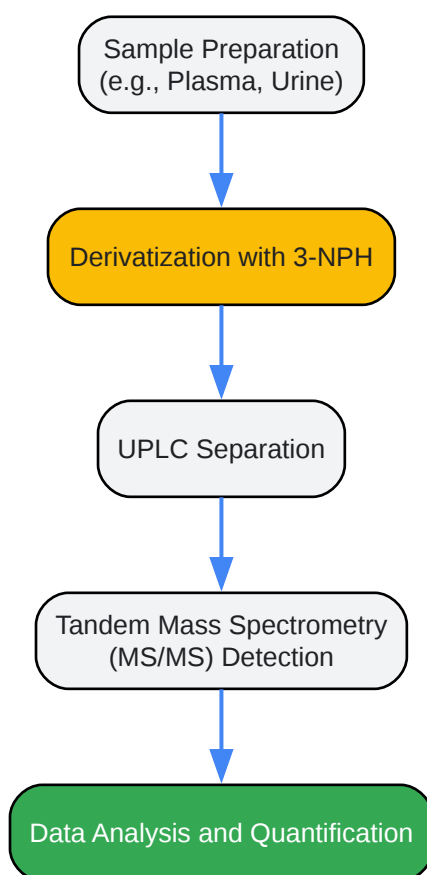 Sample Preparation
(e.g., Plasma, Urine)
Derivatization with 3-NPH
UPLC Separation
Tandem Mass Spectrometry
(MS/MS) Detection
Data Analysis and Quantification